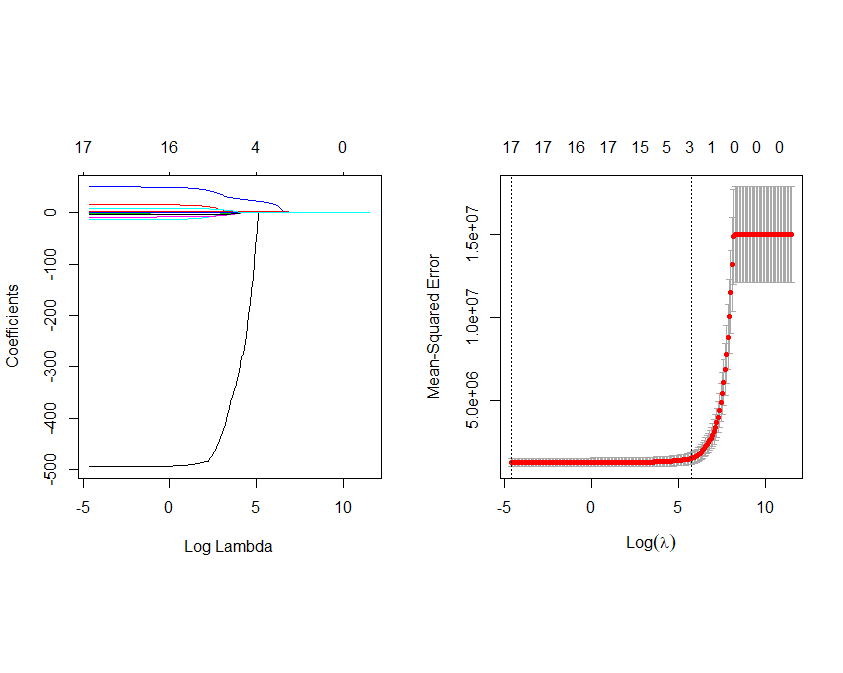 17 16 4 0
0
-100
-200
-300
-400
-500
Coefficients
-5 0 5 10
Log Lambda
17 17 16 17 15 5 3 1 0 0 0
1.5e+07
1.0e+07
5.0e+06
Mean-Squared Error
-5 0 5 10
Log(λ)